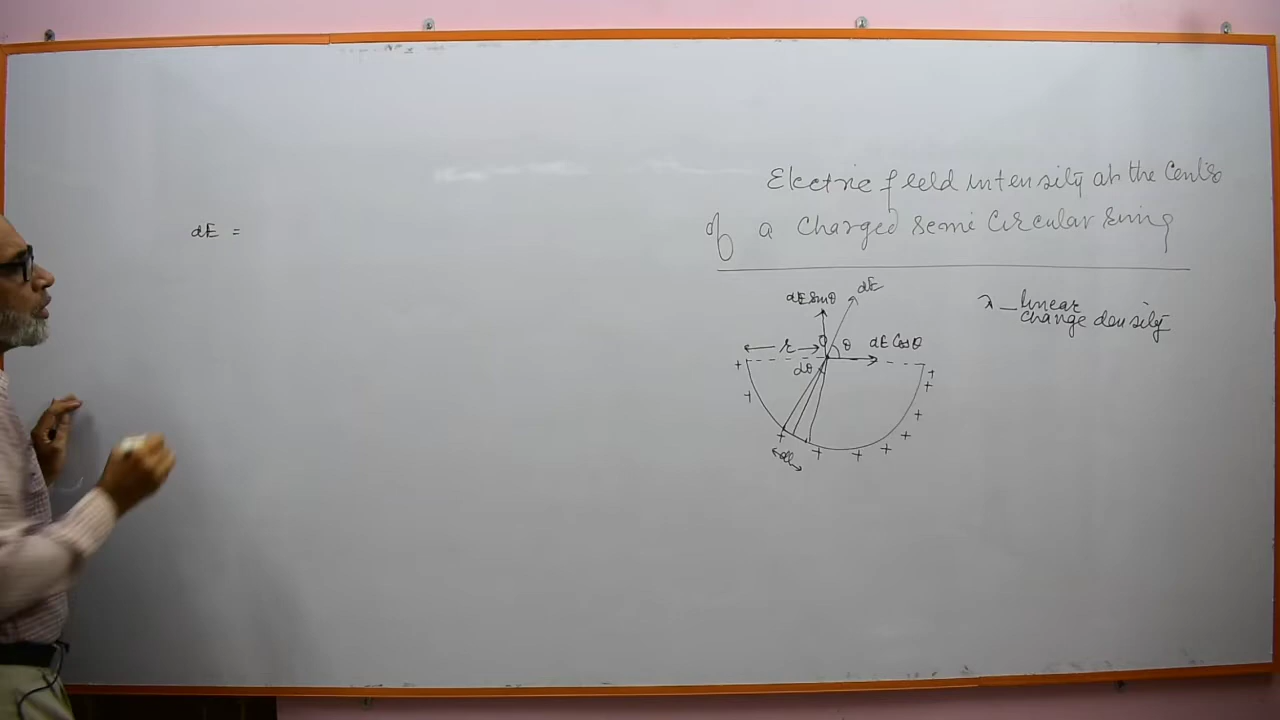 Electric field intensity at the Centre
of a Charged semi Circular Ring
dE =
λ — linear
charge density
dE Sinθ
dE
r
O
θ
dE Cosθ
dθ
dl